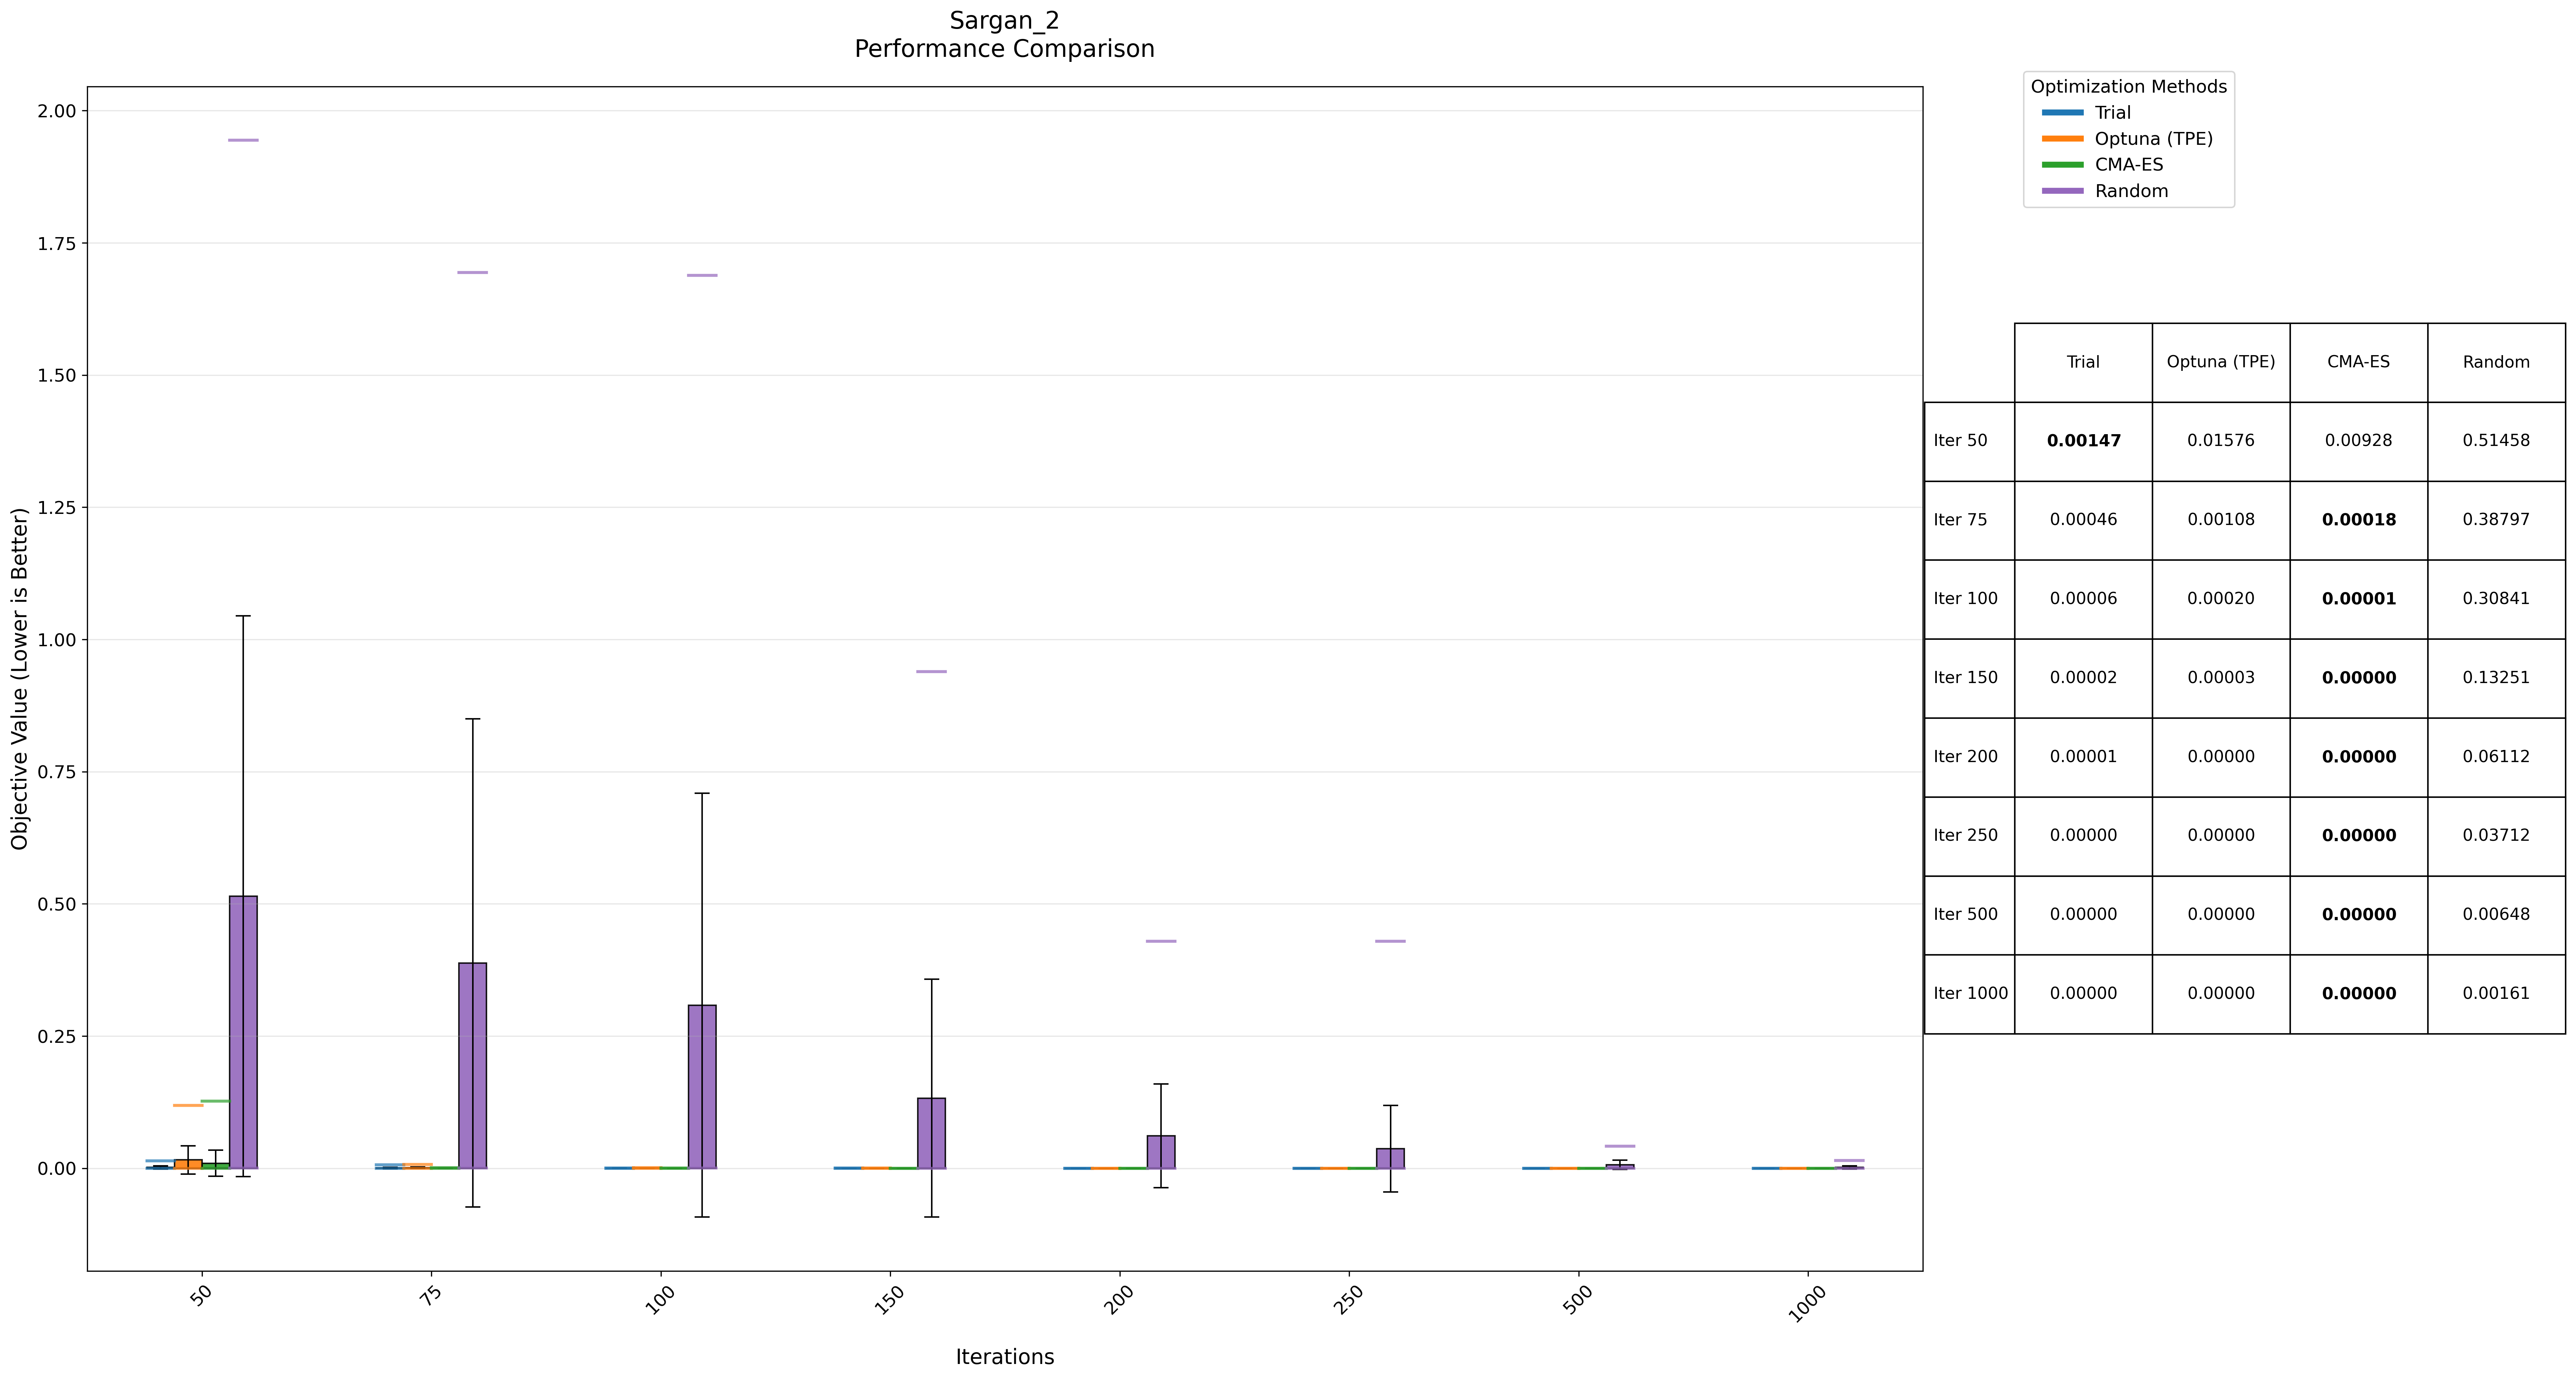 Sargan_2
Performance Comparison
Objective Value (Lower is Better)
2.00
1.75
1.50
1.25
1.00
0.75
0.50
0.25
0.00
50
75
100
150
200
250
500
1000
Iterations
Optimization Methods
Trial
Optuna (TPE)
CMA-ES
Random
Trial Optuna (TPE) CMA-ES Random
Iter 50 0.00147 0.01576 0.00928 0.51458
Iter 75 0.00046 0.00108 0.00018 0.38797
Iter 100 0.00006 0.00020 0.00001 0.30841
Iter 150 0.00002 0.00003 0.00000 0.13251
Iter 200 0.00001 0.00000 0.00000 0.06112
Iter 250 0.00000 0.00000 0.00000 0.03712
Iter 500 0.00000 0.00000 0.00000 0.00648
Iter 1000 0.00000 0.00000 0.00000 0.00161